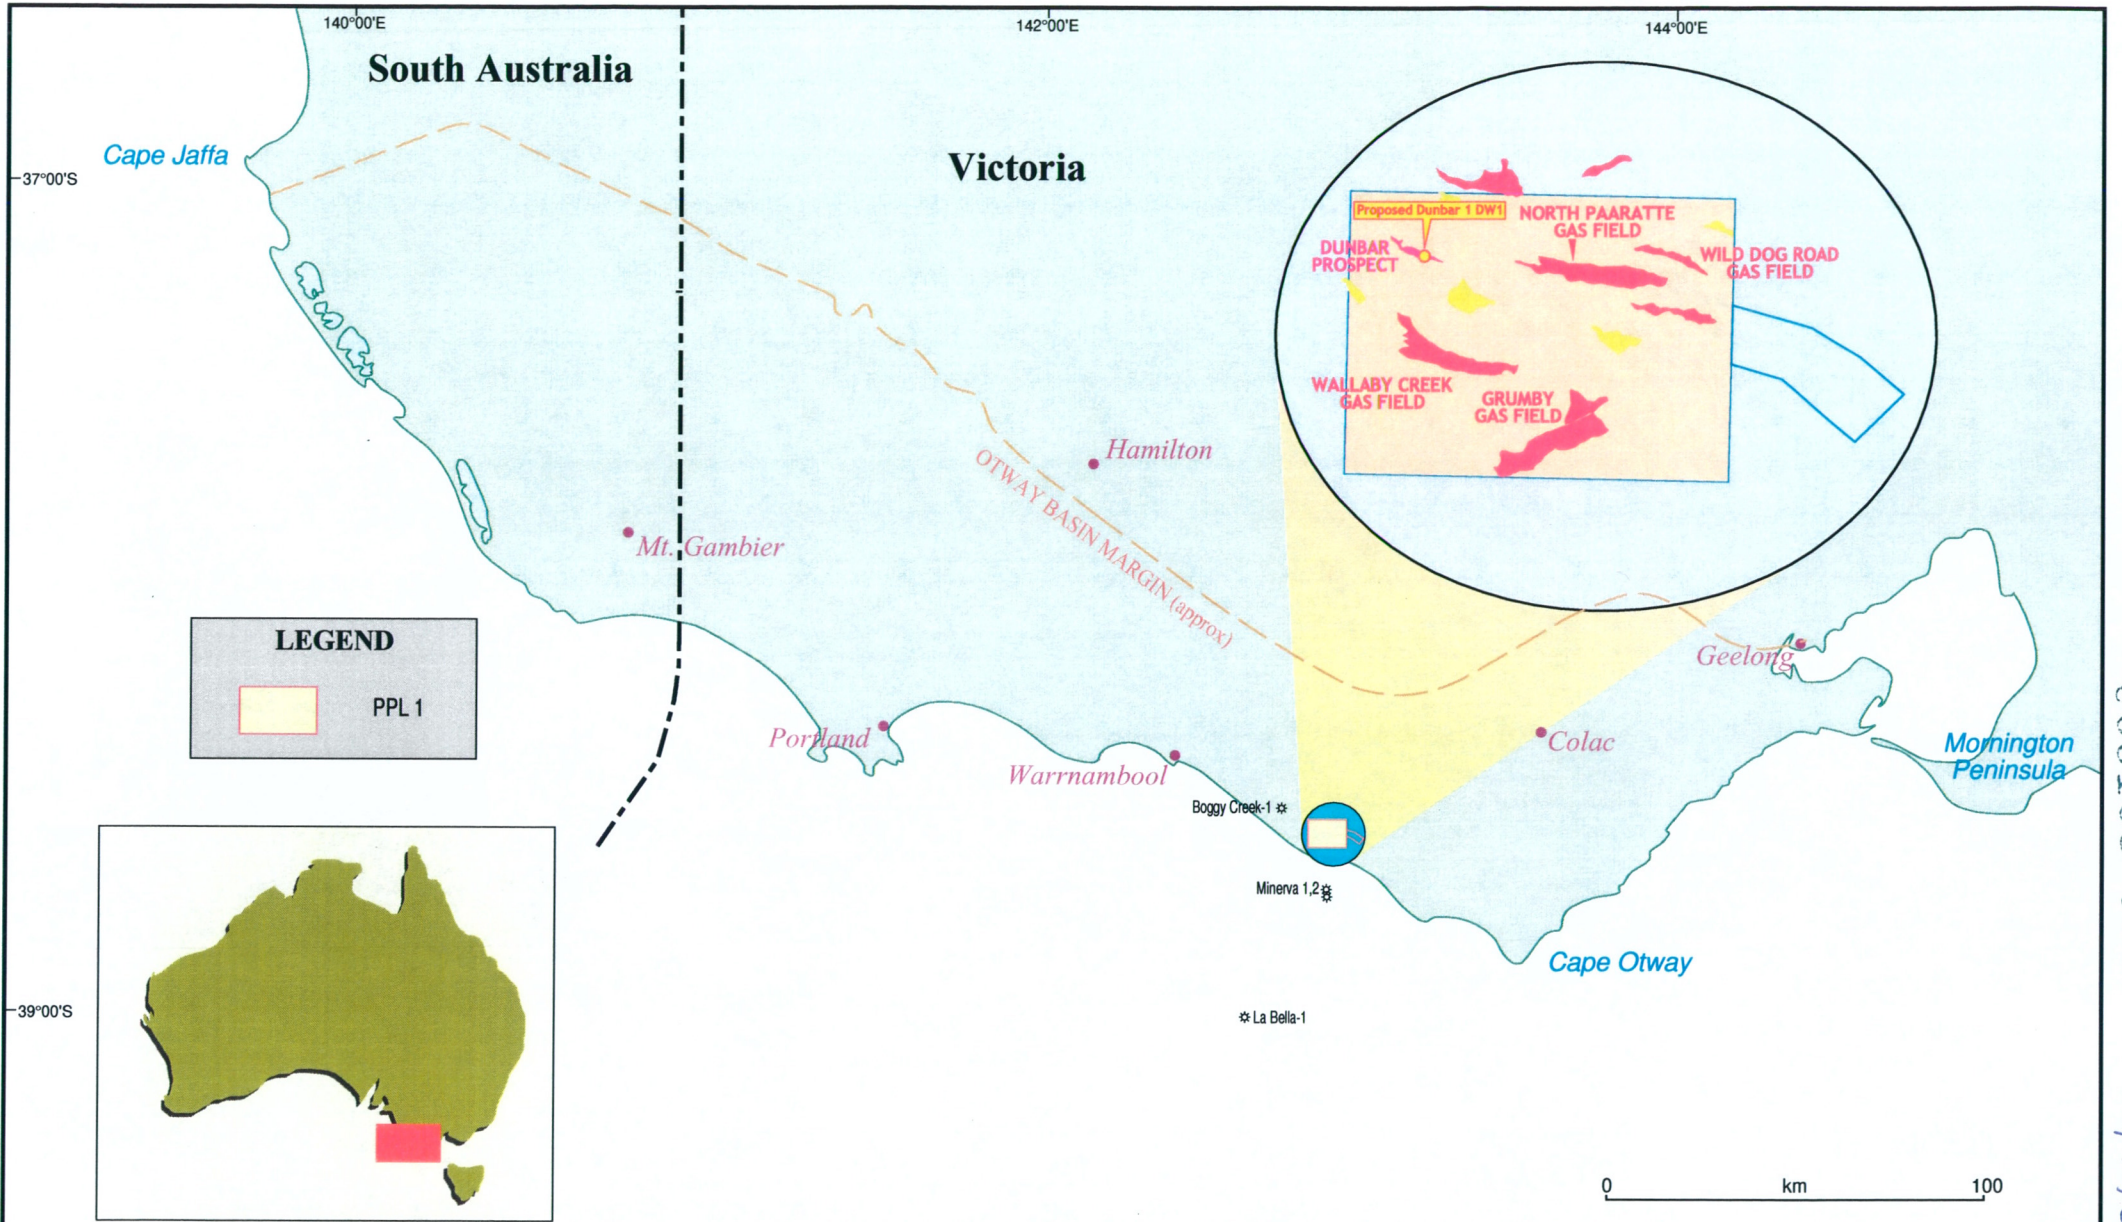 140°00'E
142°00'E
144°00'E
South Australia
Victoria
Cape Jaffa
37°00'S
Proposed Dunbar 1 DW1
NORTH PAARATTE
GAS FIELD
DUNBAR
PROSPECT
WILD DOG ROAD
GAS FIELD
WALLABY CREEK
GAS FIELD
GRUMBY
GAS FIELD
Hamilton
OTWAY BASIN MARGIN (approx)
Mt. Gambier
LEGEND
PPL 1
Geelong
Portland
Warrnambool
Colac
Mornington
Peninsula
Boggy Creek-1
Minerva 1,2
Cape Otway
39°00'S
La Bella-1
0 km 100